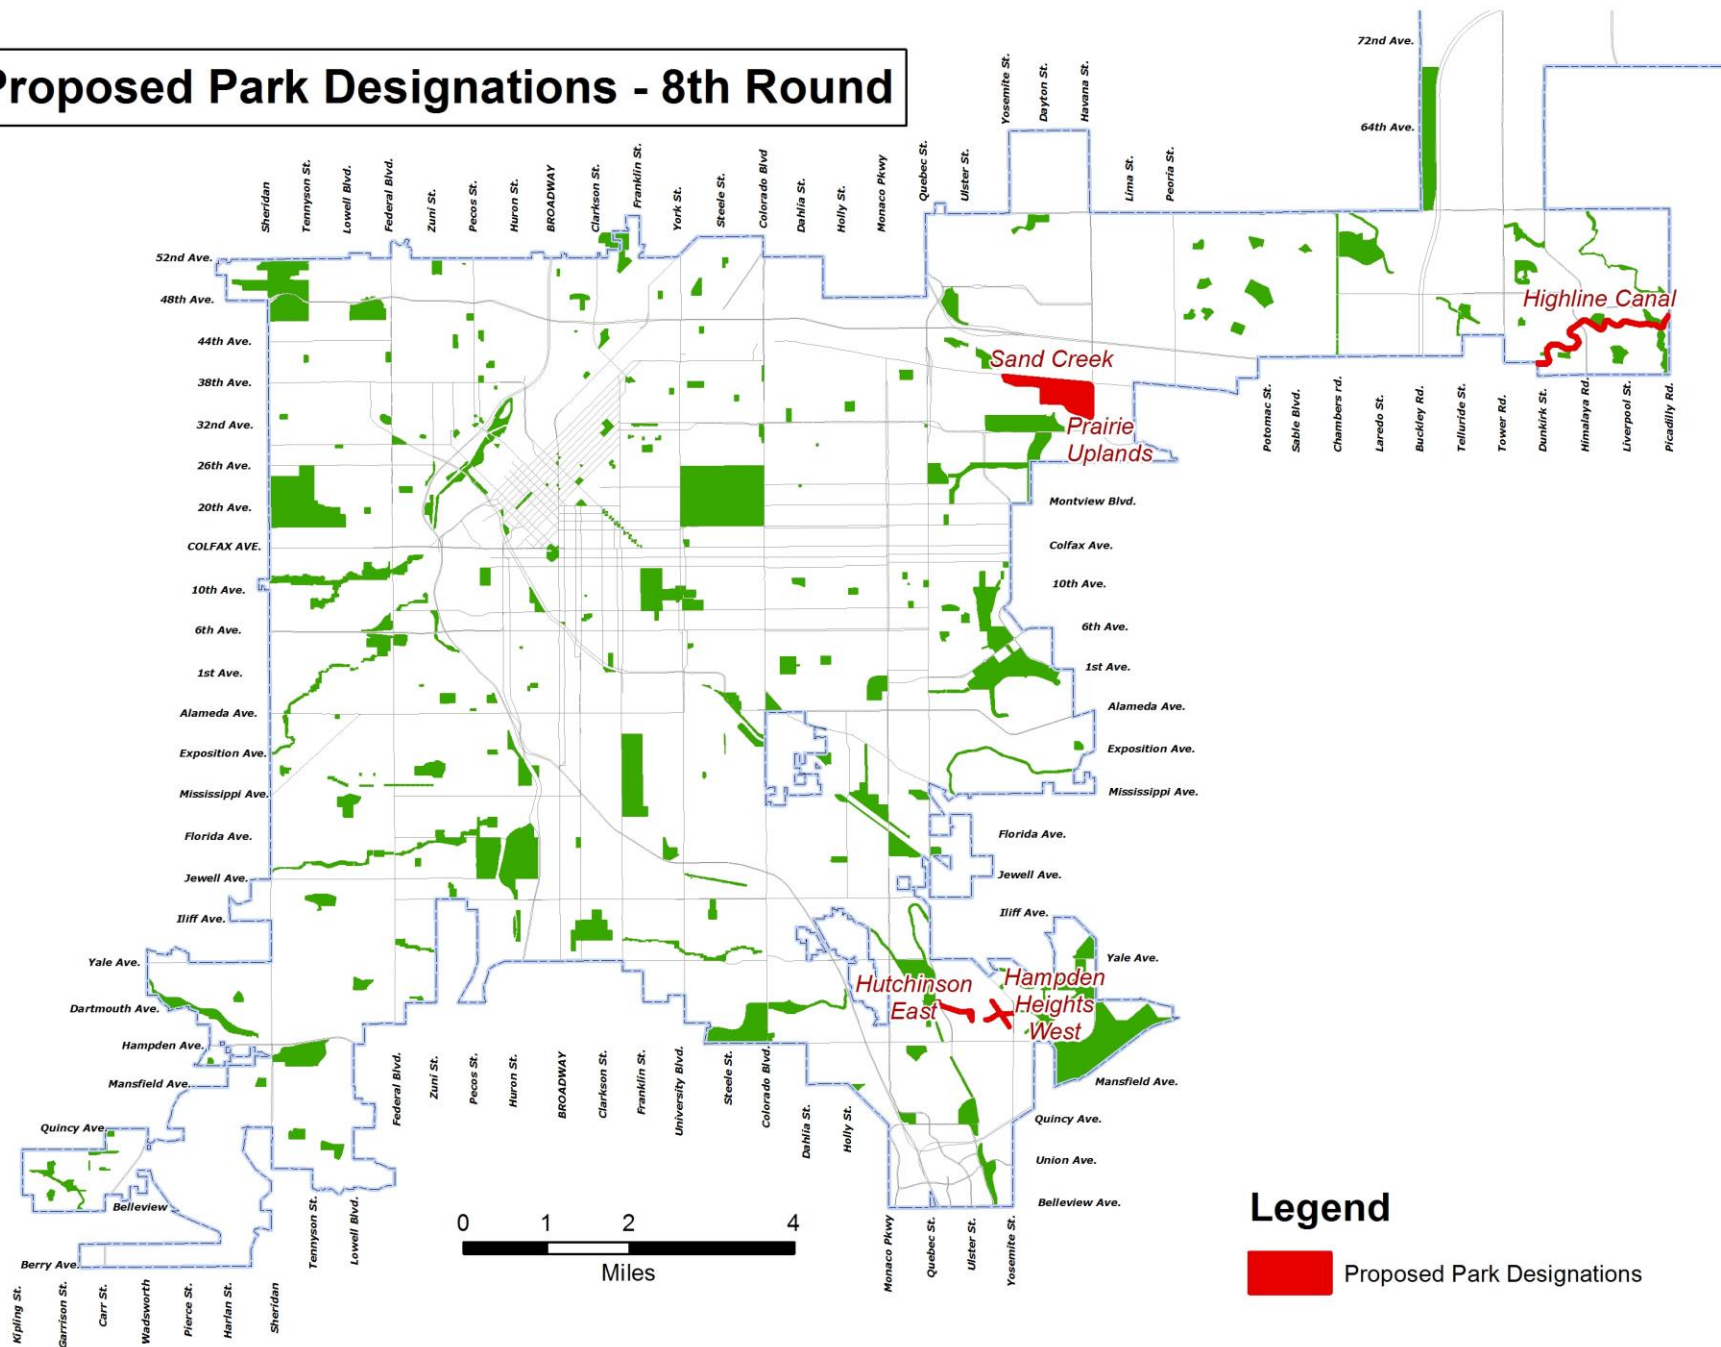 Proposed Park Designations - 8th Round
72nd Ave.
64th Ave.
Yosemite St.
Dayton St.
Havana St.
Sheridan
Tennyson St.
Lowell Blvd.
Federal Blvd.
Zuni St.
Pecos St.
Huron St.
BROADWAY
Clarkson St.
Franklin St.
York St.
Steele St.
Colorado Blvd
Dahlia St.
Holly St.
Monaco Pkwy
Quebec St.
Ulster St.
Lima St.
Peoria St.
52nd Ave.
48th Ave.
44th Ave.
38th Ave.
32nd Ave.
26th Ave.
20th Ave.
COLFAX AVE.
10th Ave.
6th Ave.
1st Ave.
Alameda Ave.
Exposition Ave.
Mississippi Ave.
Florida Ave.
Jewell Ave.
Iliff Ave.
Yale Ave.
Dartmouth Ave.
Hampden Ave.
Mansfield Ave.
Quincy Ave.
Belleview
Berry Ave.
Highline Canal
Sand Creek
Prairie
Uplands
Potomac St.
Sable Blvd.
Chambers rd.
Laredo St.
Buckley Rd.
Telluride St.
Tower Rd.
Dunkirk St.
Himalaya Rd.
Liverpool St.
Picadilly Rd.
Montview Blvd.
Colfax Ave.
10th Ave.
6th Ave.
1st Ave.
Alameda Ave.
Exposition Ave.
Mississippi Ave.
Florida Ave.
Jewell Ave.
Iliff Ave.
Yale Ave.
Hutchinson
East
Hampden
Heights
West
Mansfield Ave.
Quincy Ave.
Union Ave.
Belleview Ave.
Federal Blvd.
Zuni St.
Pecos St.
Huron St.
BROADWAY
Clarkson St.
Franklin St.
University Blvd.
Steele St.
Colorado Blvd.
Dahlia St.
Holly St.
Monaco Pkwy
Quebec St.
Ulster St.
Yosemite St.
Kipling St.
Garrison St.
Carr St.
Wadsworth
Pierce St.
Harlan St.
Sheridan
Tennyson St.
Lowell Blvd.
0 1 2 4
Miles
Legend
Proposed Park Designations